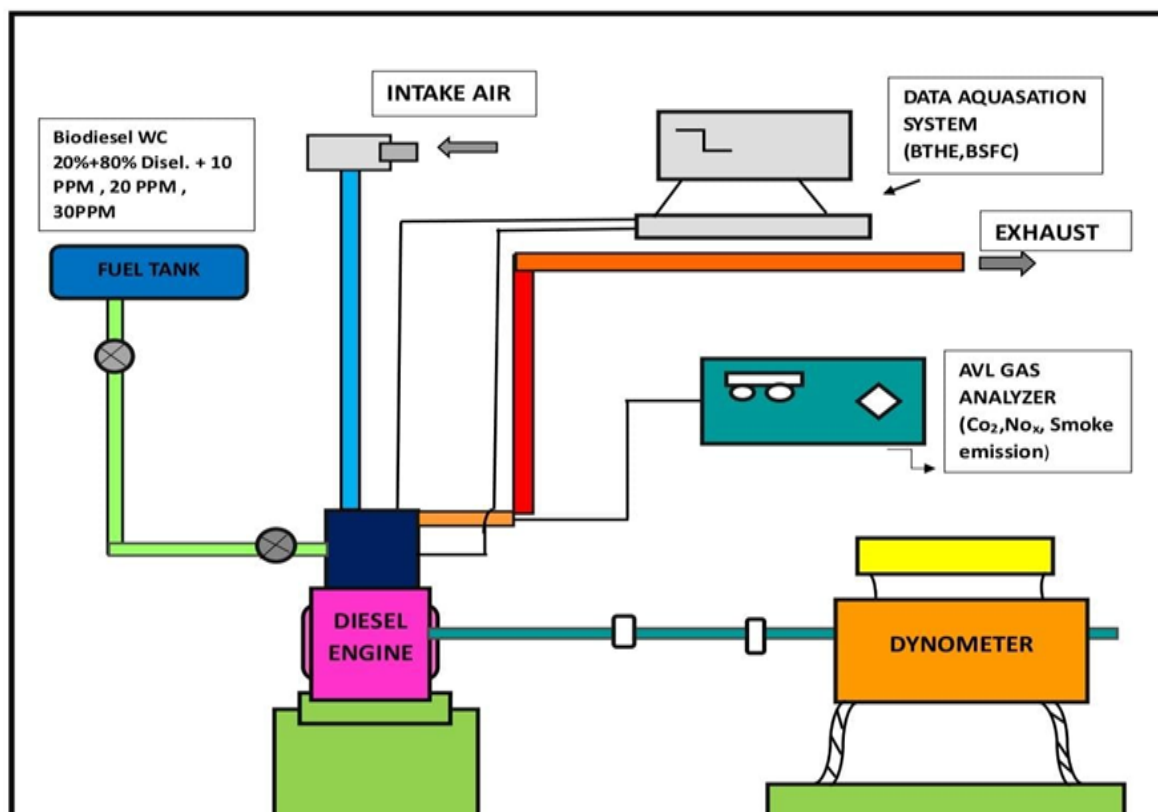 INTAKE AIR
DATA AQUASATION
SYSTEM
(BTHE,BSFC)
Biodiesel WC
20%+80% Disel. + 10
PPM , 20 PPM ,
30PPM
EXHAUST
FUEL TANK
AVL GAS
ANALYZER
(Co₂,Noₓ, Smoke
emission)
DIESEL
ENGINE
DYNOMETER